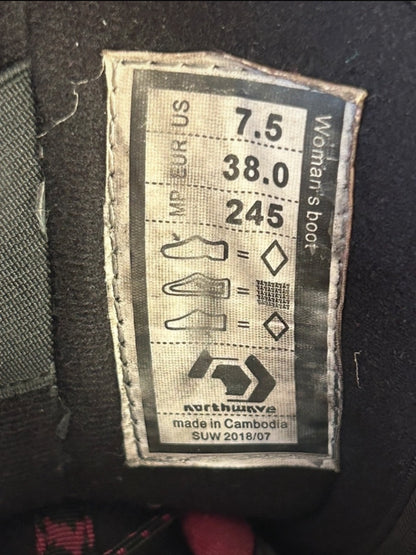 US 7.5
EUR 38.0
MP 245
Woman's boot
=
=
=
northwave
made in Cambodia
SUW 2018/07